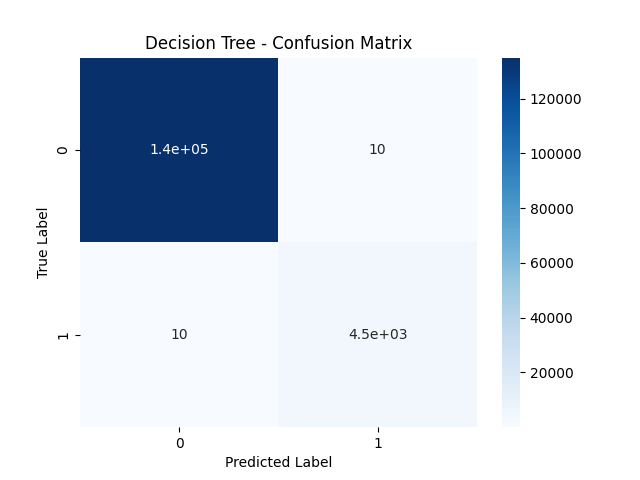 Decision Tree - Confusion Matrix
120000
100000
80000
60000
40000
20000
True Label
0
1
1.4e+05
10
10
4.5e+03
0
1
Predicted Label